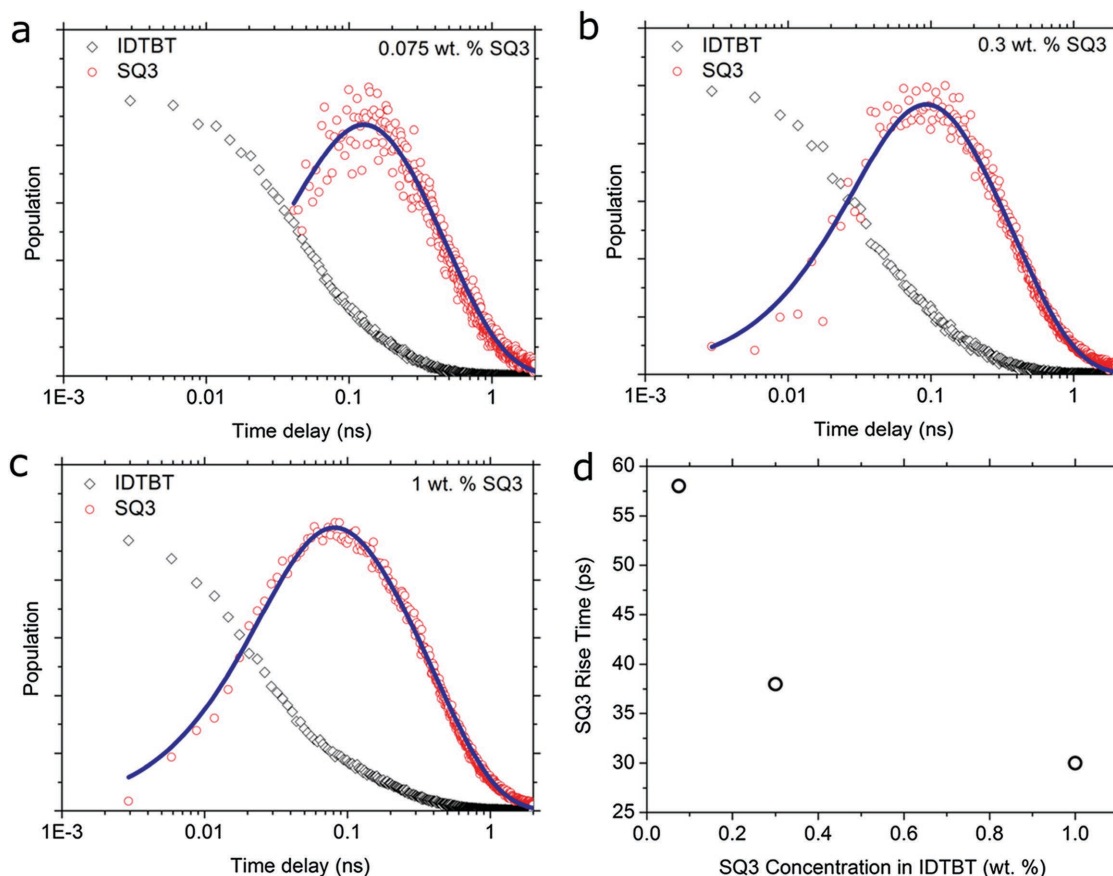 a
IDTBT
SQ3
0.075 wt. % SQ3
Population
1E-3 0.01 0.1 1
Time delay (ns)
b
IDTBT
SQ3
0.3 wt. % SQ3
Population
1E-3 0.01 0.1 1
Time delay (ns)
c
IDTBT
SQ3
1 wt. % SQ3
Population
1E-3 0.01 0.1 1
Time delay (ns)
d
60
55
50
45
40
35
30
25
SQ3 Rise Time (ps)
0.0 0.2 0.4 0.6 0.8 1.0
SQ3 Concentration in IDTBT (wt. %)